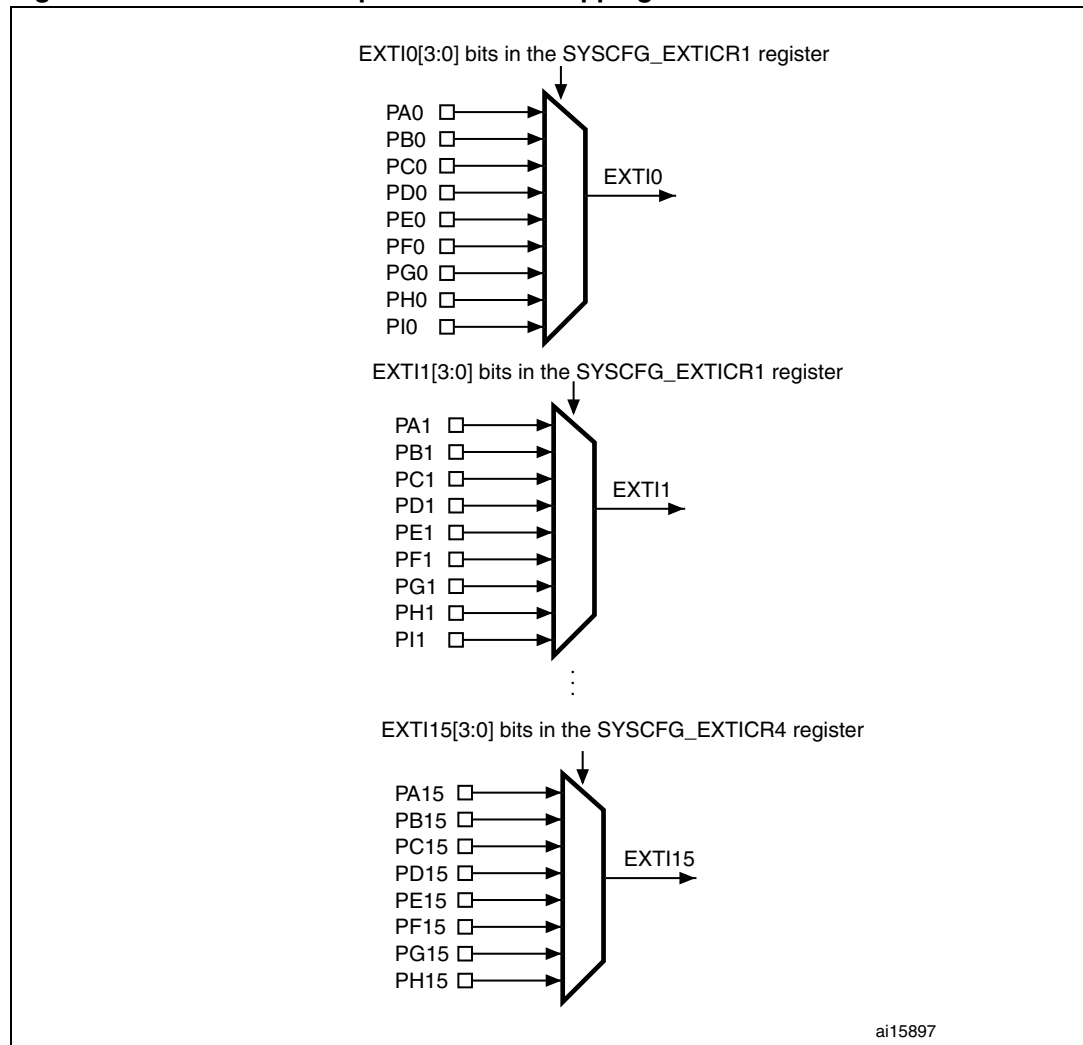 EXTI0[3:0] bits in the SYSCFG_EXTICR1 register
PA0
PB0
PC0
PD0
PE0
PF0
PG0
PH0
PI0
EXTI0
EXTI1[3:0] bits in the SYSCFG_EXTICR1 register
PA1
PB1
PC1
PD1
PE1
PF1
PG1
PH1
PI1
EXTI1
EXTI15[3:0] bits in the SYSCFG_EXTICR4 register
PA15
PB15
PC15
PD15
PE15
PF15
PG15
PH15
EXTI15
ai15897